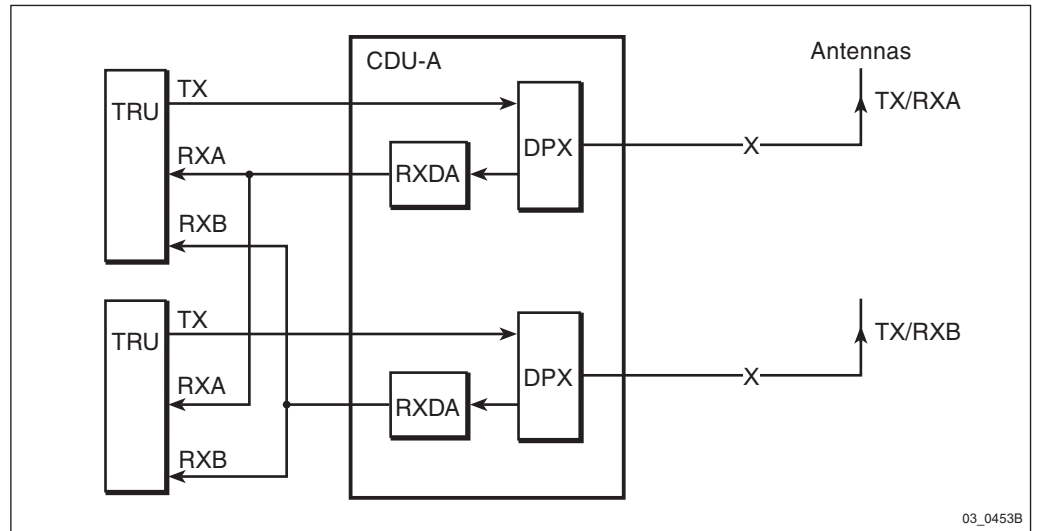 CDU-A
Antennas
TRU
TX
RXA
RXB
RXDA
DPX
X
TX/RXA
TRU
TX
RXA
RXB
RXDA
DPX
X
TX/RXB
03_0453B